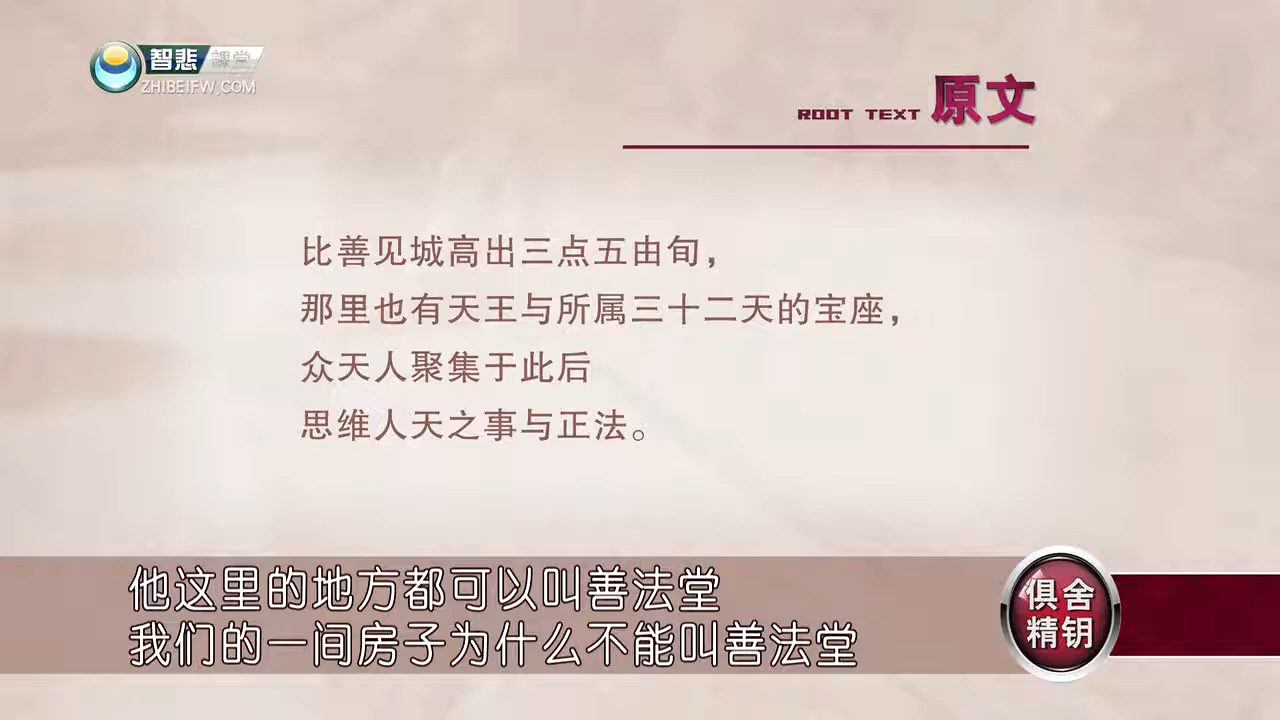 智悲课堂
ZHIBEIFW.COM
ROOT TEXT 原文
比善见城高出三点五由旬，
那里也有天王与所属三十二天的宝座，
众天人聚集于此后
思维人天之事与正法。
他这里的地方都可以叫善法堂
我们的一间房子为什么不能叫善法堂
俱舍
精钥